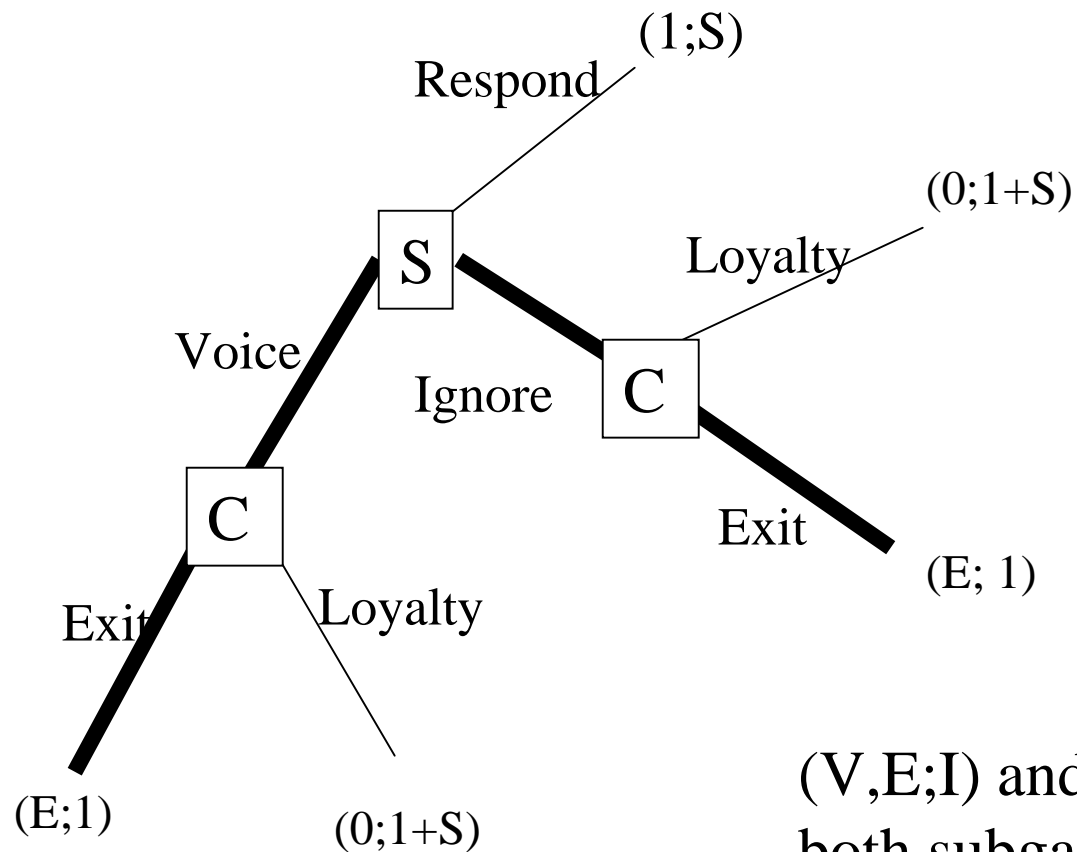 (1;S)
Respond
(0;1+S)
S
Loyalty
Voice
Ignore
C
C
Exit
(E; 1)
Exit
Loyalty
(V,E;I) and
(E;1)
(0;1+S)
both subga